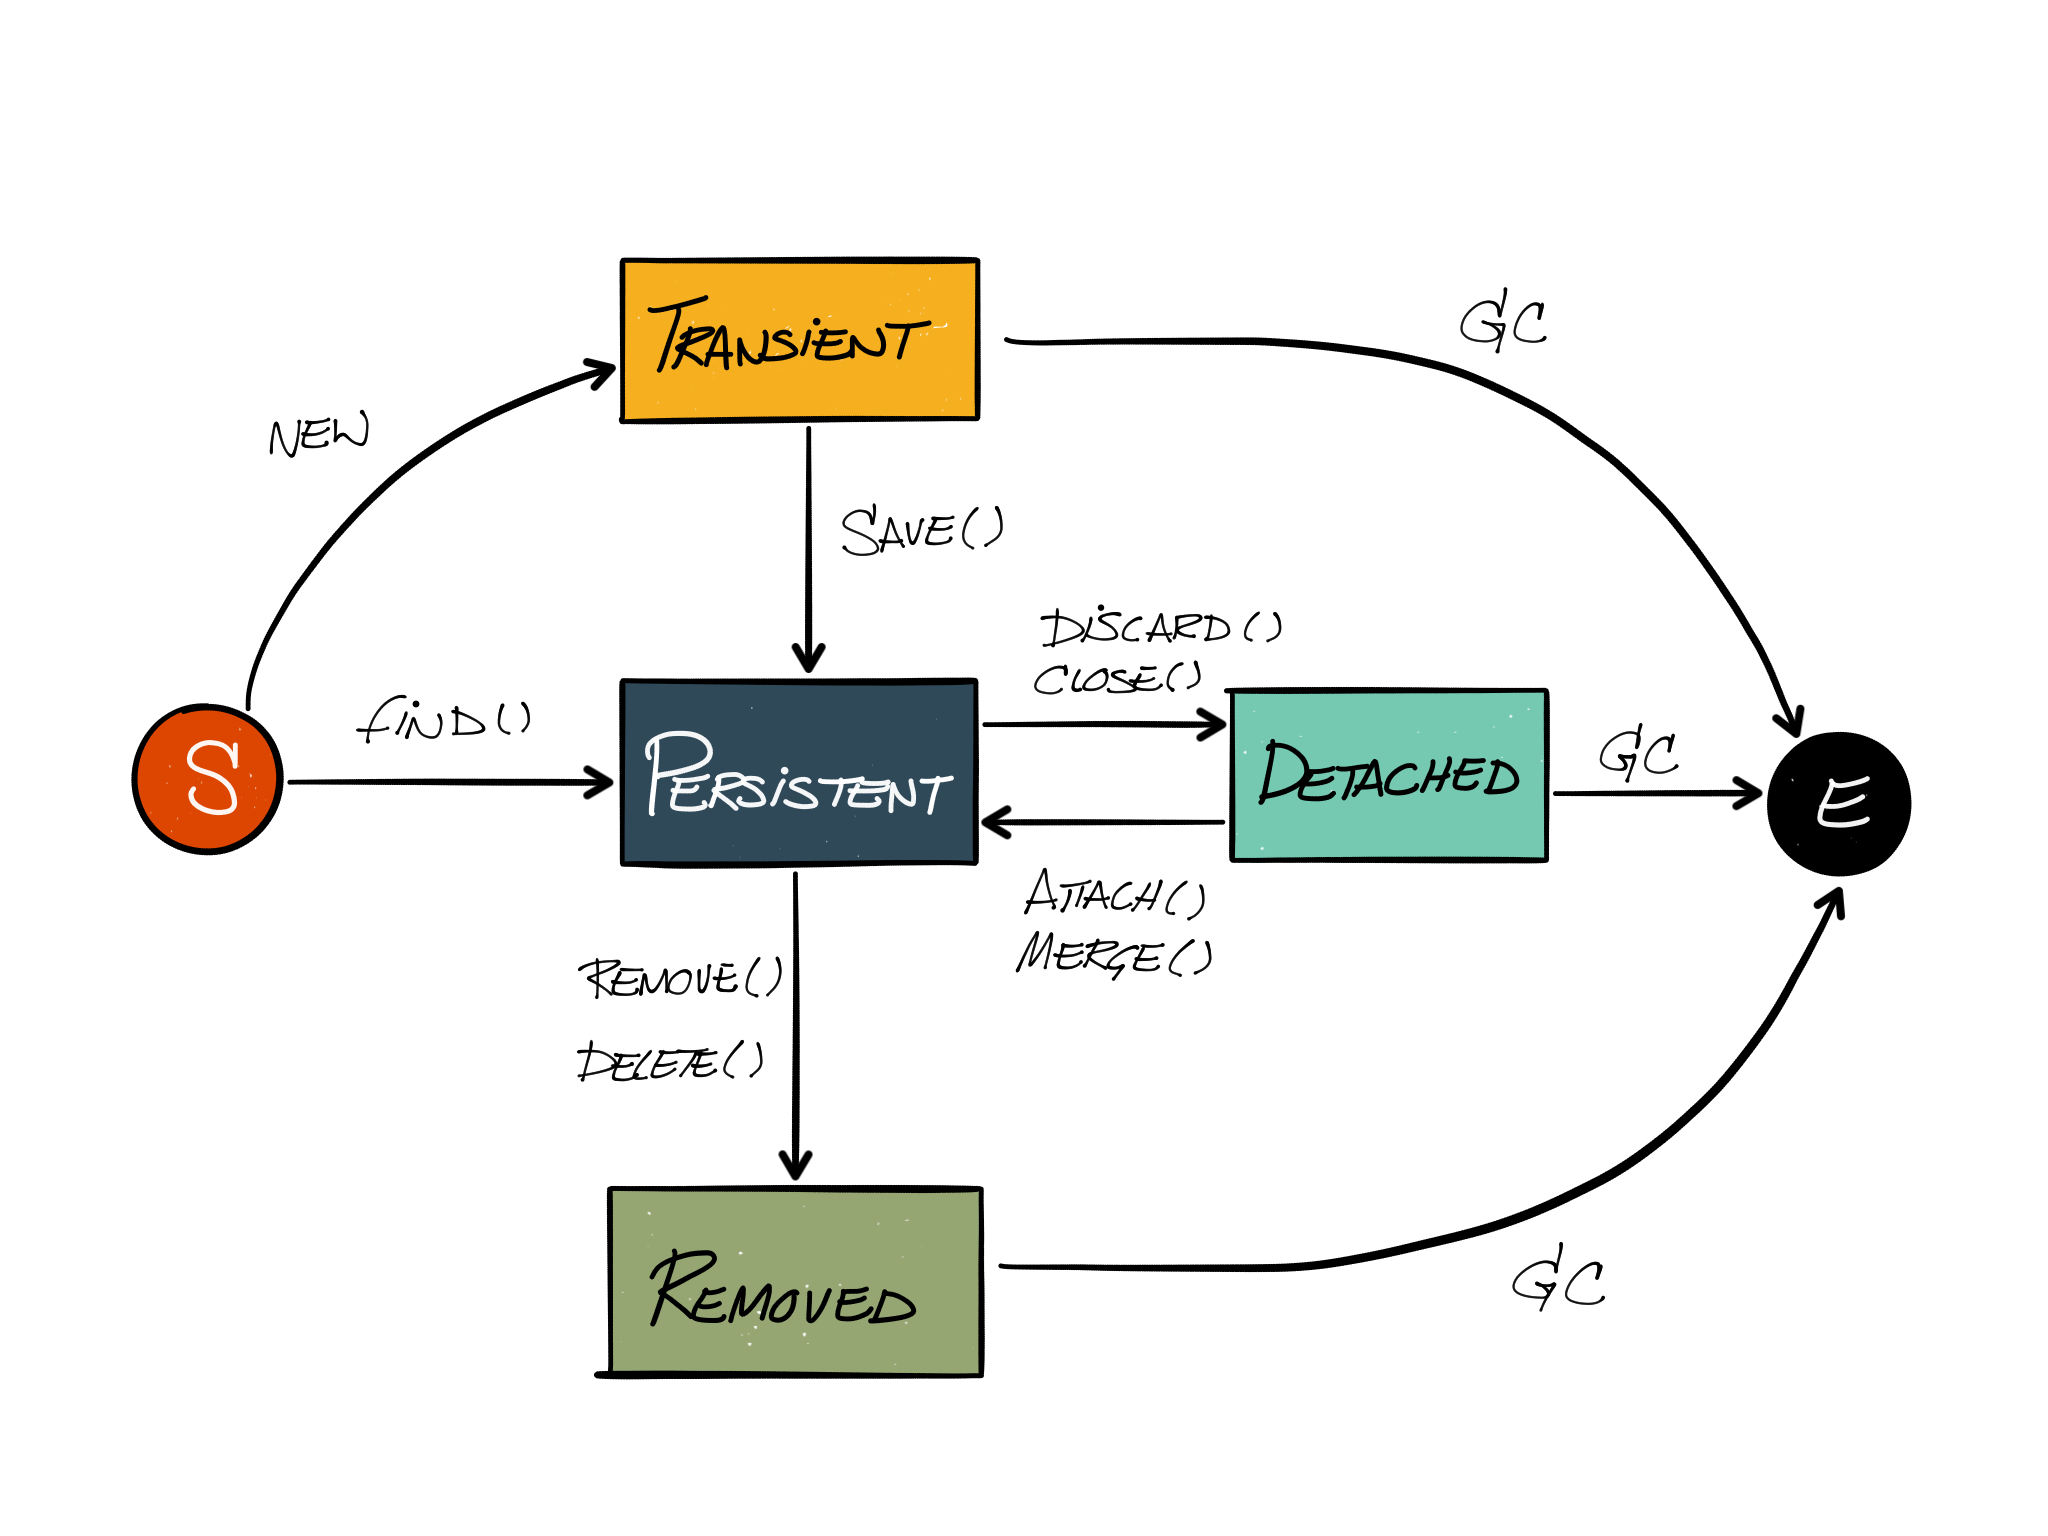 TRANSIENT
GC
NEW
SAVE()
DISCARD()
CLOSE()
FIND()
S
PERSISTENT
DETACHED
GC
E
ATTACH()
MERGE()
REMOVE()
DELETE()
REMOVED
GC